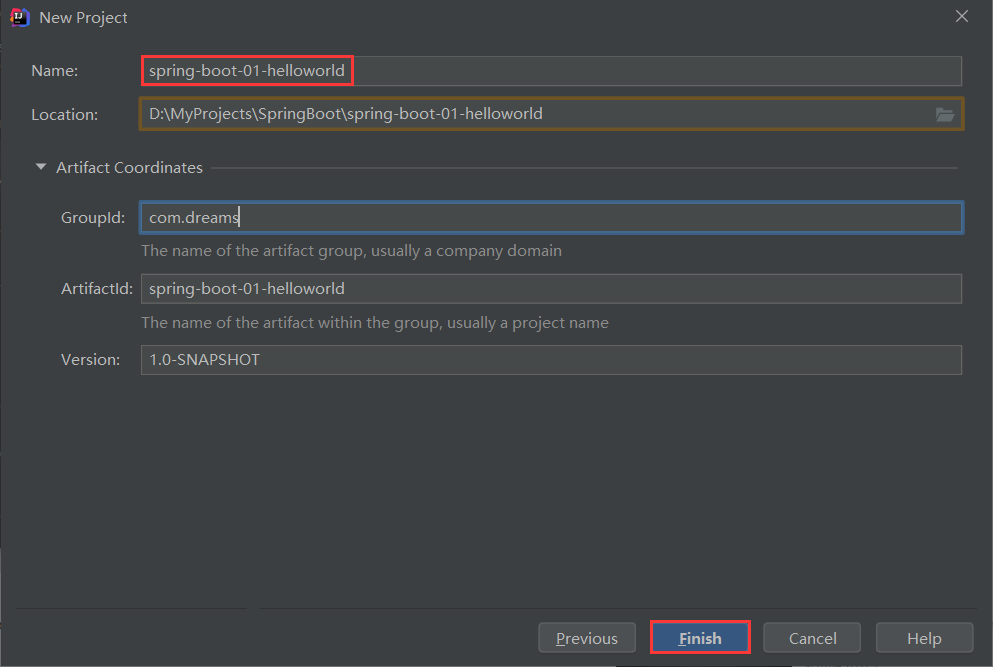 New Project
Name: spring-boot-01-helloworld
Location: D:\MyProjects\SpringBoot\spring-boot-01-helloworld
Artifact Coordinates
GroupId: com.dreams
The name of the artifact group, usually a company domain
ArtifactId: spring-boot-01-helloworld
The name of the artifact within the group, usually a project name
Version: 1.0-SNAPSHOT
Previous Finish Cancel Help